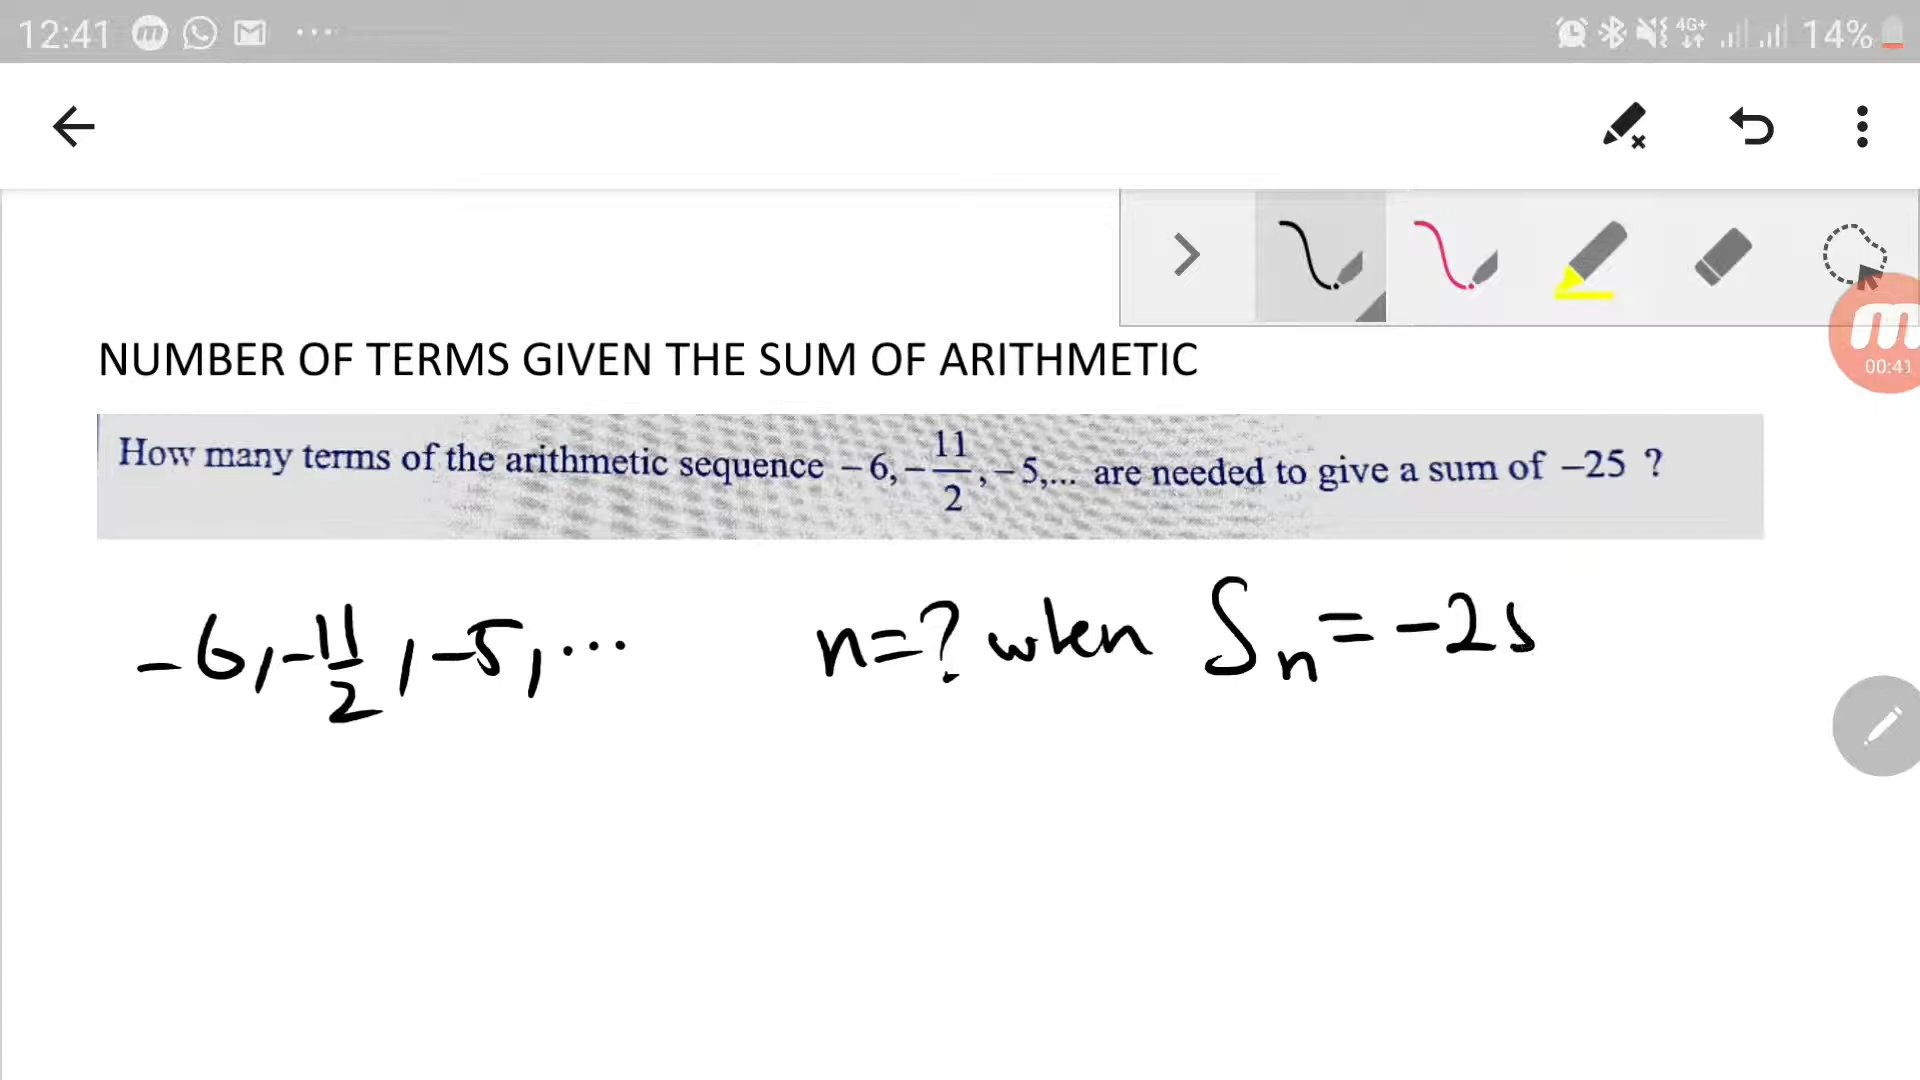 12:41 ... 4G+ 14%
00:41
NUMBER OF TERMS GIVEN THE SUM OF ARITHMETIC
How many terms of the arithmetic sequence −6, −11/2, −5,... are needed to give a sum of −25 ?
-6, -11/2, -5, ... n=? when Sn = -25